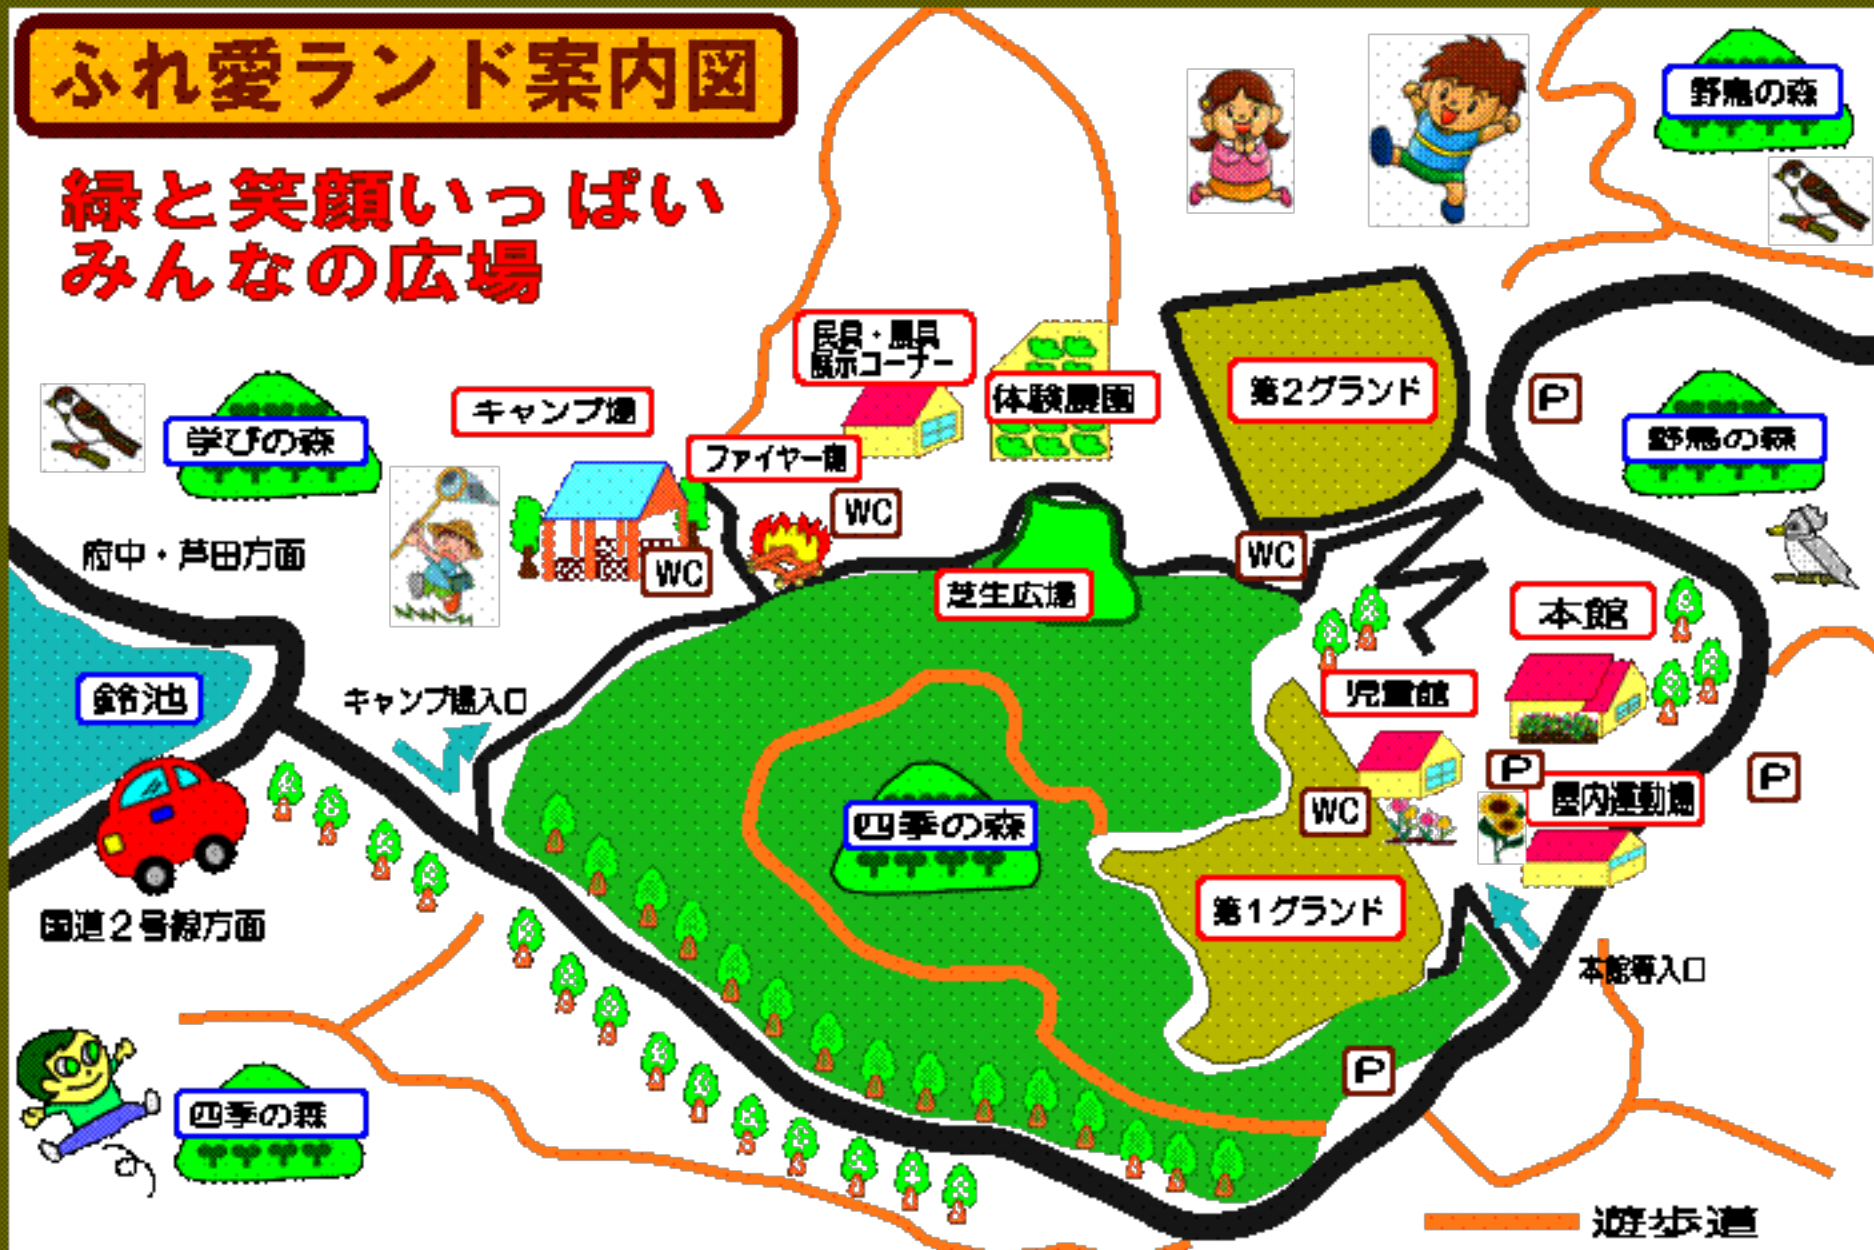 ふれ愛ランド案内図
緑と笑顔いっぱい
みんなの広場
野鳥の森
民具・農具
展示コーナー
体験農園
第2グランド
P
キャンプ場
学びの森
野鳥の森
ファイヤー場
WC
府中・芦田方面
WC
WC
芝生広場
本館
鈴池
キャンプ場入口
児童館
P
P
屋内運動場
WC
四季の森
第1グランド
国道2号線方面
本館等入口
P
四季の森
遊歩道